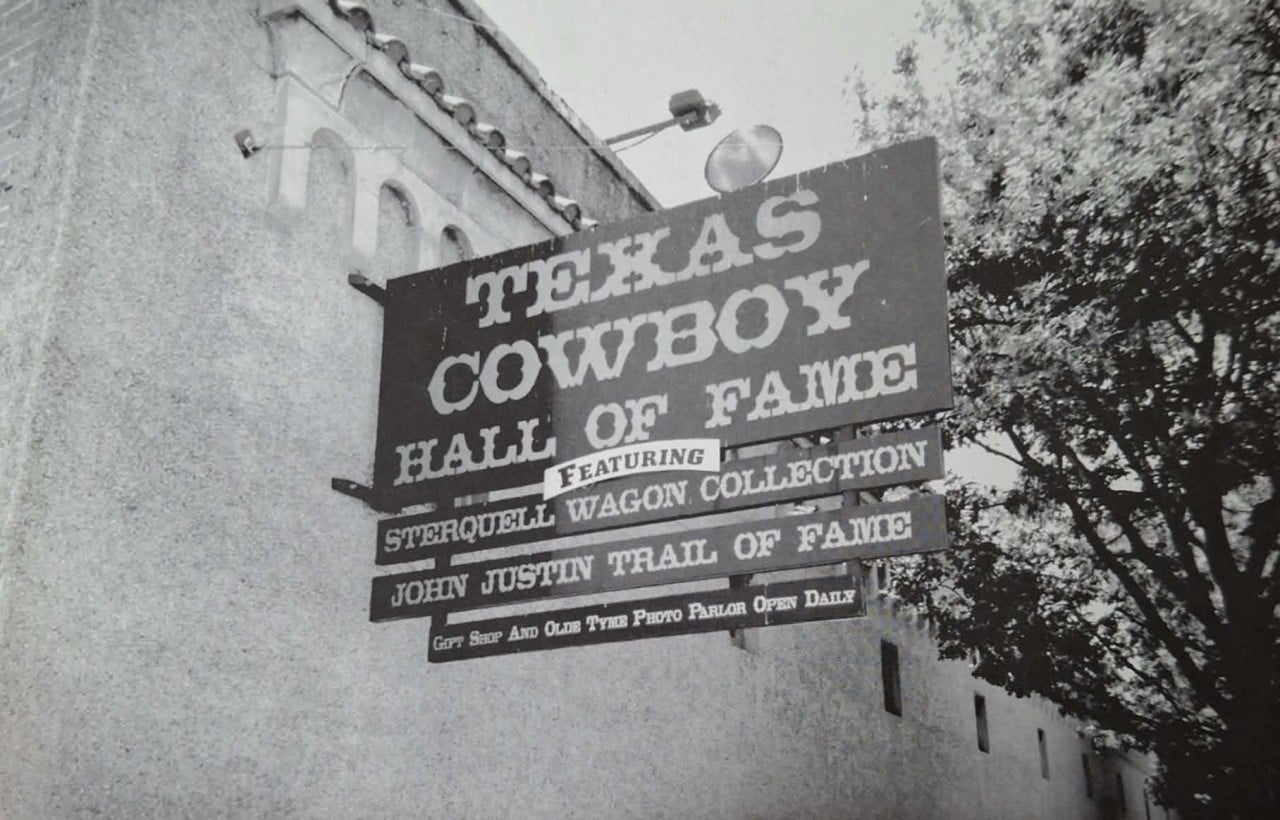 TEXAS
COWBOY
HALL OF FAME
FEATURING
STERQUELL WAGON COLLECTION
JOHN JUSTIN TRAIL OF FAME
GIFT SHOP AND OLDE TYME PHOTO PARLOR OPEN DAILY